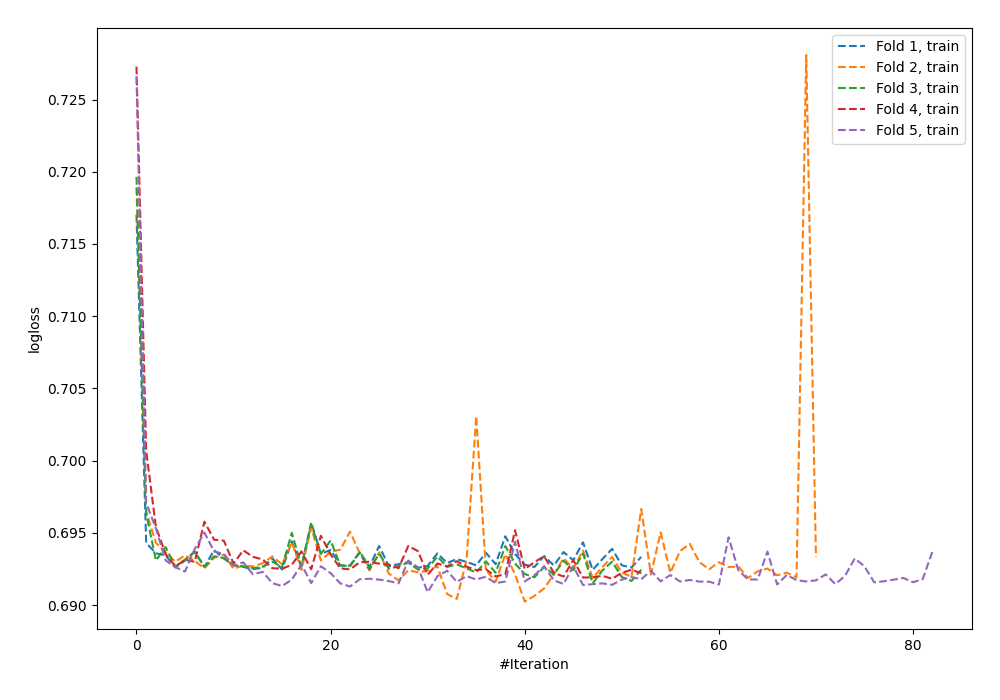 Fold 1, train
Fold 2, train
Fold 3, train
Fold 4, train
Fold 5, train
0.725
0.720
0.715
0.710
0.705
0.700
0.695
0.690
logloss
0
20
40
60
80
#Iteration